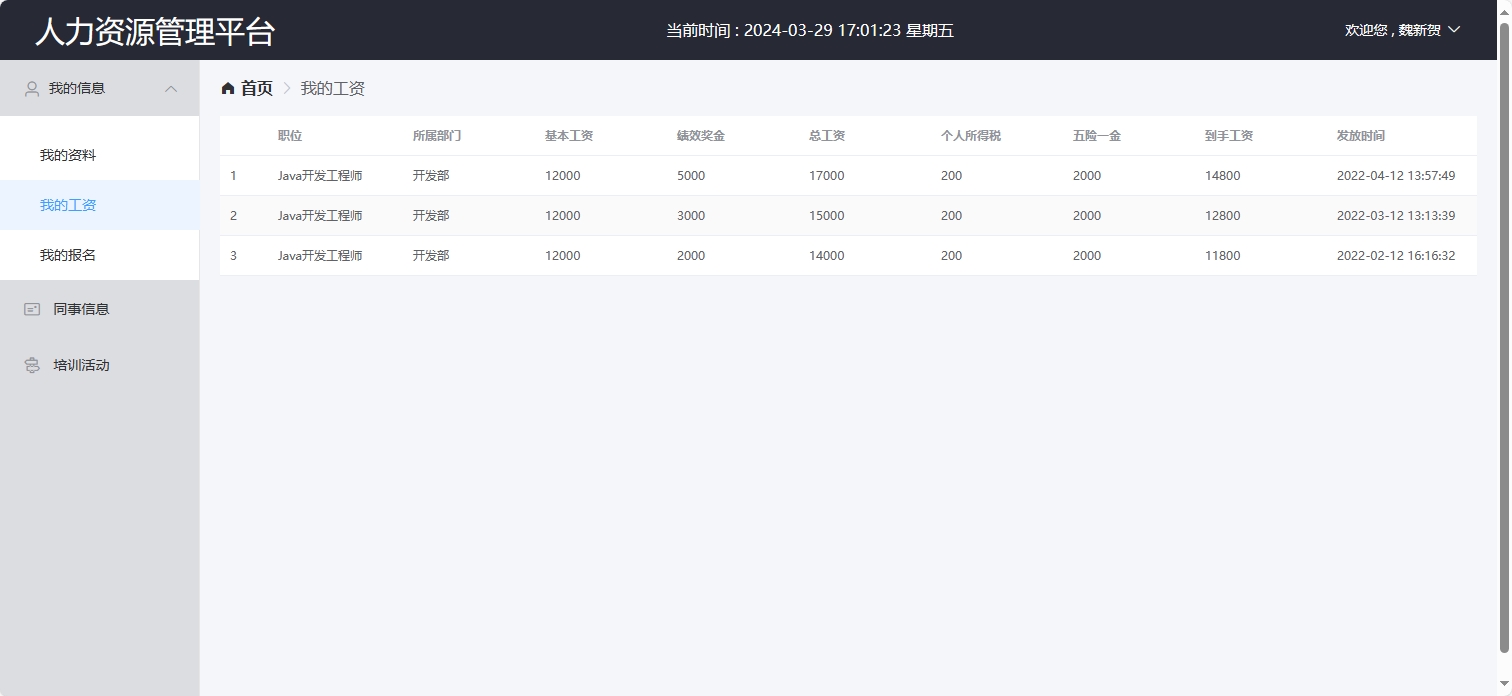 人力资源管理平台
当前时间 : 2024-03-29 17:01:23 星期五
欢迎您 , 魏新贺
我的信息
我的资料
我的工资
我的报名
同事信息
培训活动
首页 我的工资
职位 所属部门 基本工资 绩效奖金 总工资 个人所得税 五险一金 到手工资 发放时间
1 Java开发工程师 开发部 12000 5000 17000 200 2000 14800 2022-04-12 13:57:49
2 Java开发工程师 开发部 12000 3000 15000 200 2000 12800 2022-03-12 13:13:39
3 Java开发工程师 开发部 12000 2000 14000 200 2000 11800 2022-02-12 16:16:32